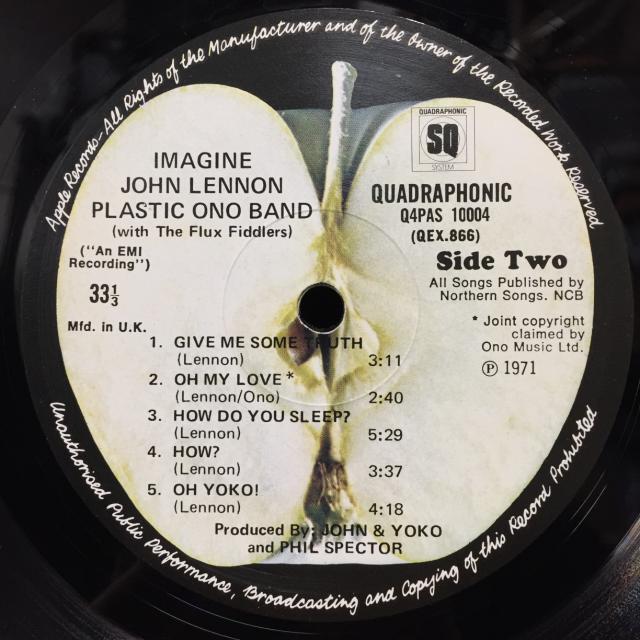 Apple Records-All Rights of the Manufacturer and of the Owner of the Recorded Work Reserved
IMAGINE
JOHN LENNON
PLASTIC ONO BAND
(with The Flux Fiddlers)
("An EMI
Recording")
33⅓
Mfd. in U.K.
QUADRAPHONIC
SQ
SYSTEM
QUADRAPHONIC
Q4PAS 10004
(QEX.866)
Side Two
All Songs Published by
Northern Songs. NCB
* Joint copyright
claimed by
Ono Music Ltd.
℗ 1971
1. GIVE ME SOME TRUTH
(Lennon) 3:11
2. OH MY LOVE*
(Lennon/Ono) 2:40
3. HOW DO YOU SLEEP?
(Lennon) 5:29
4. HOW?
(Lennon) 3:37
5. OH YOKO!
(Lennon) 4:18
Produced By: JOHN & YOKO
and PHIL SPECTOR
Unauthorised Public Performance, Broadcasting and Copying of this Record Prohibited